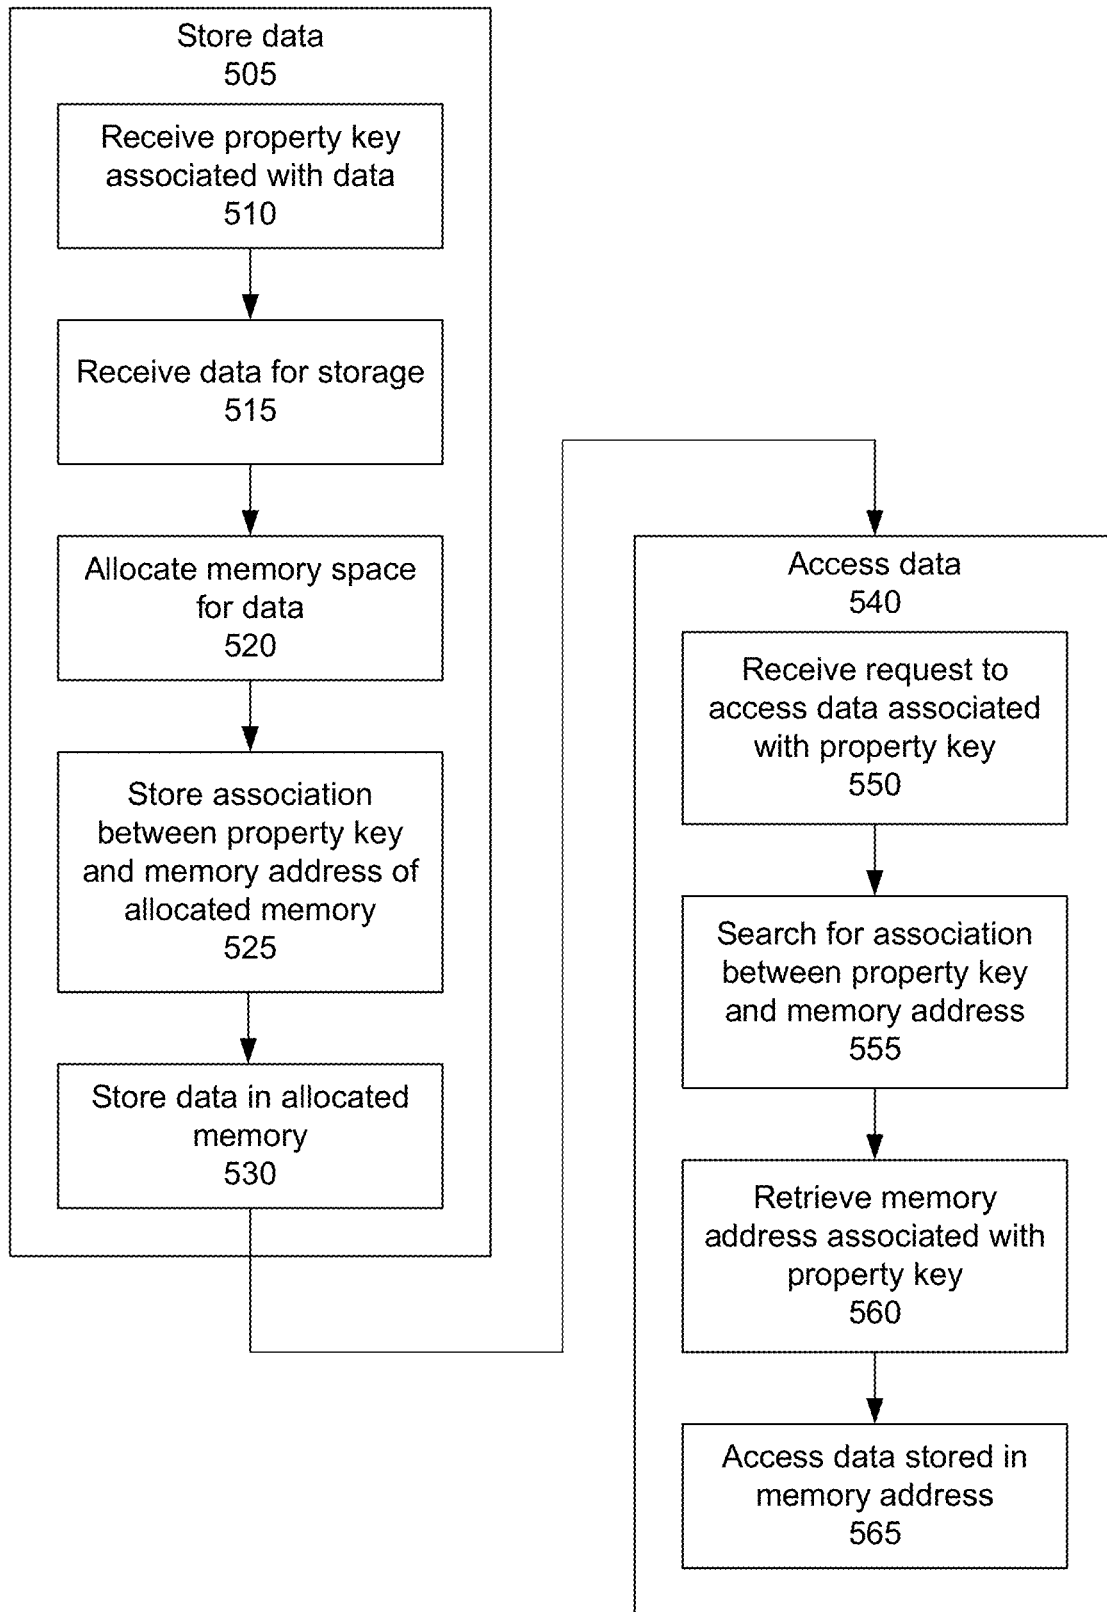 Store data
505
Receive property key
associated with data
510
Receive data for storage
515
Allocate memory space
for data
520
Store association
between property key
and memory address of
allocated memory
525
Store data in allocated
memory
530
Access data
540
Receive request to
access data associated
with property key
550
Search for association
between property key
and memory address
555
Retrieve memory
address associated with
property key
560
Access data stored in
memory address
565